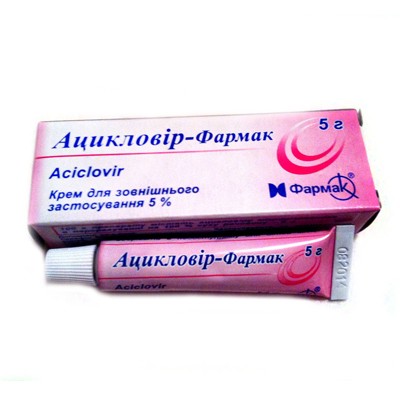 Ацикловір-Фармак
5 г
Aciclovir
Крем для зовнішнього
застосування 5 %
Фармак
Ацикловір-Фармак
5 г
Aciclovir